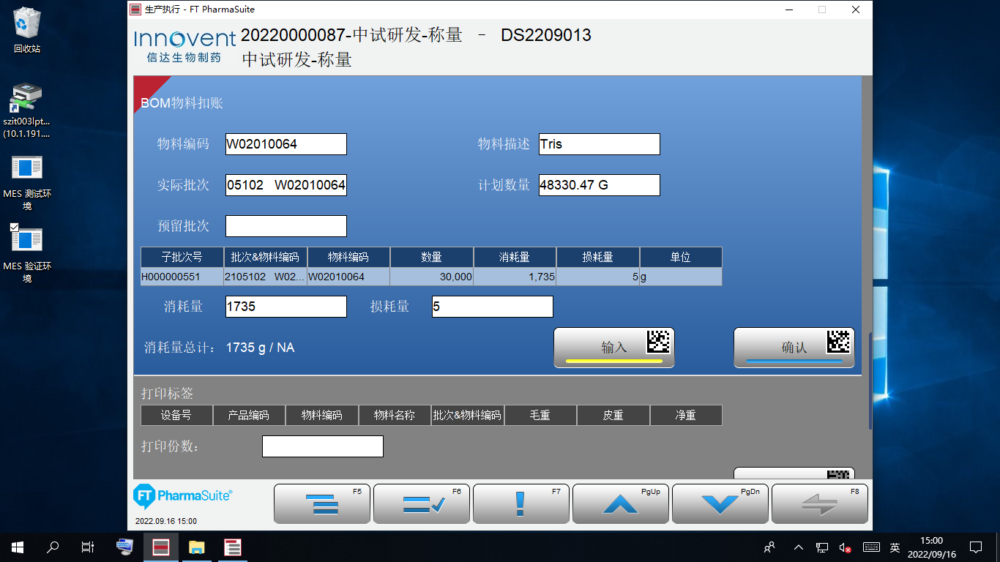 回收站
szit003lpt...
(10.1.191....
MES 测试环
境
MES 验证环
境
生产执行 - FT PharmaSuite
Innovent
信达生物制药
20220000087-中试研发-称量 - DS2209013
中试研发-称量
BOM物料扣账
物料编码 W02010064 物料描述 Tris
实际批次 05102 W02010064 计划数量 48330.47 G
预留批次
子批次号 批次&物料编码 物料编码 数量 消耗量 损耗量 单位
H000000551 2105102 W02... W02010064 30,000 1,735 5 g
消耗量 1735 损耗量 5
消耗量总计: 1735 g / NA 输入 确认
打印标签
设备号 产品编码 物料编码 物料名称 批次&物料编码 毛重 皮重 净重
打印份数:
FT PharmaSuite®
F5 F6 F7 PgUp PgDn F8
2022.09.16 15:00
英
15:00
2022/09/16